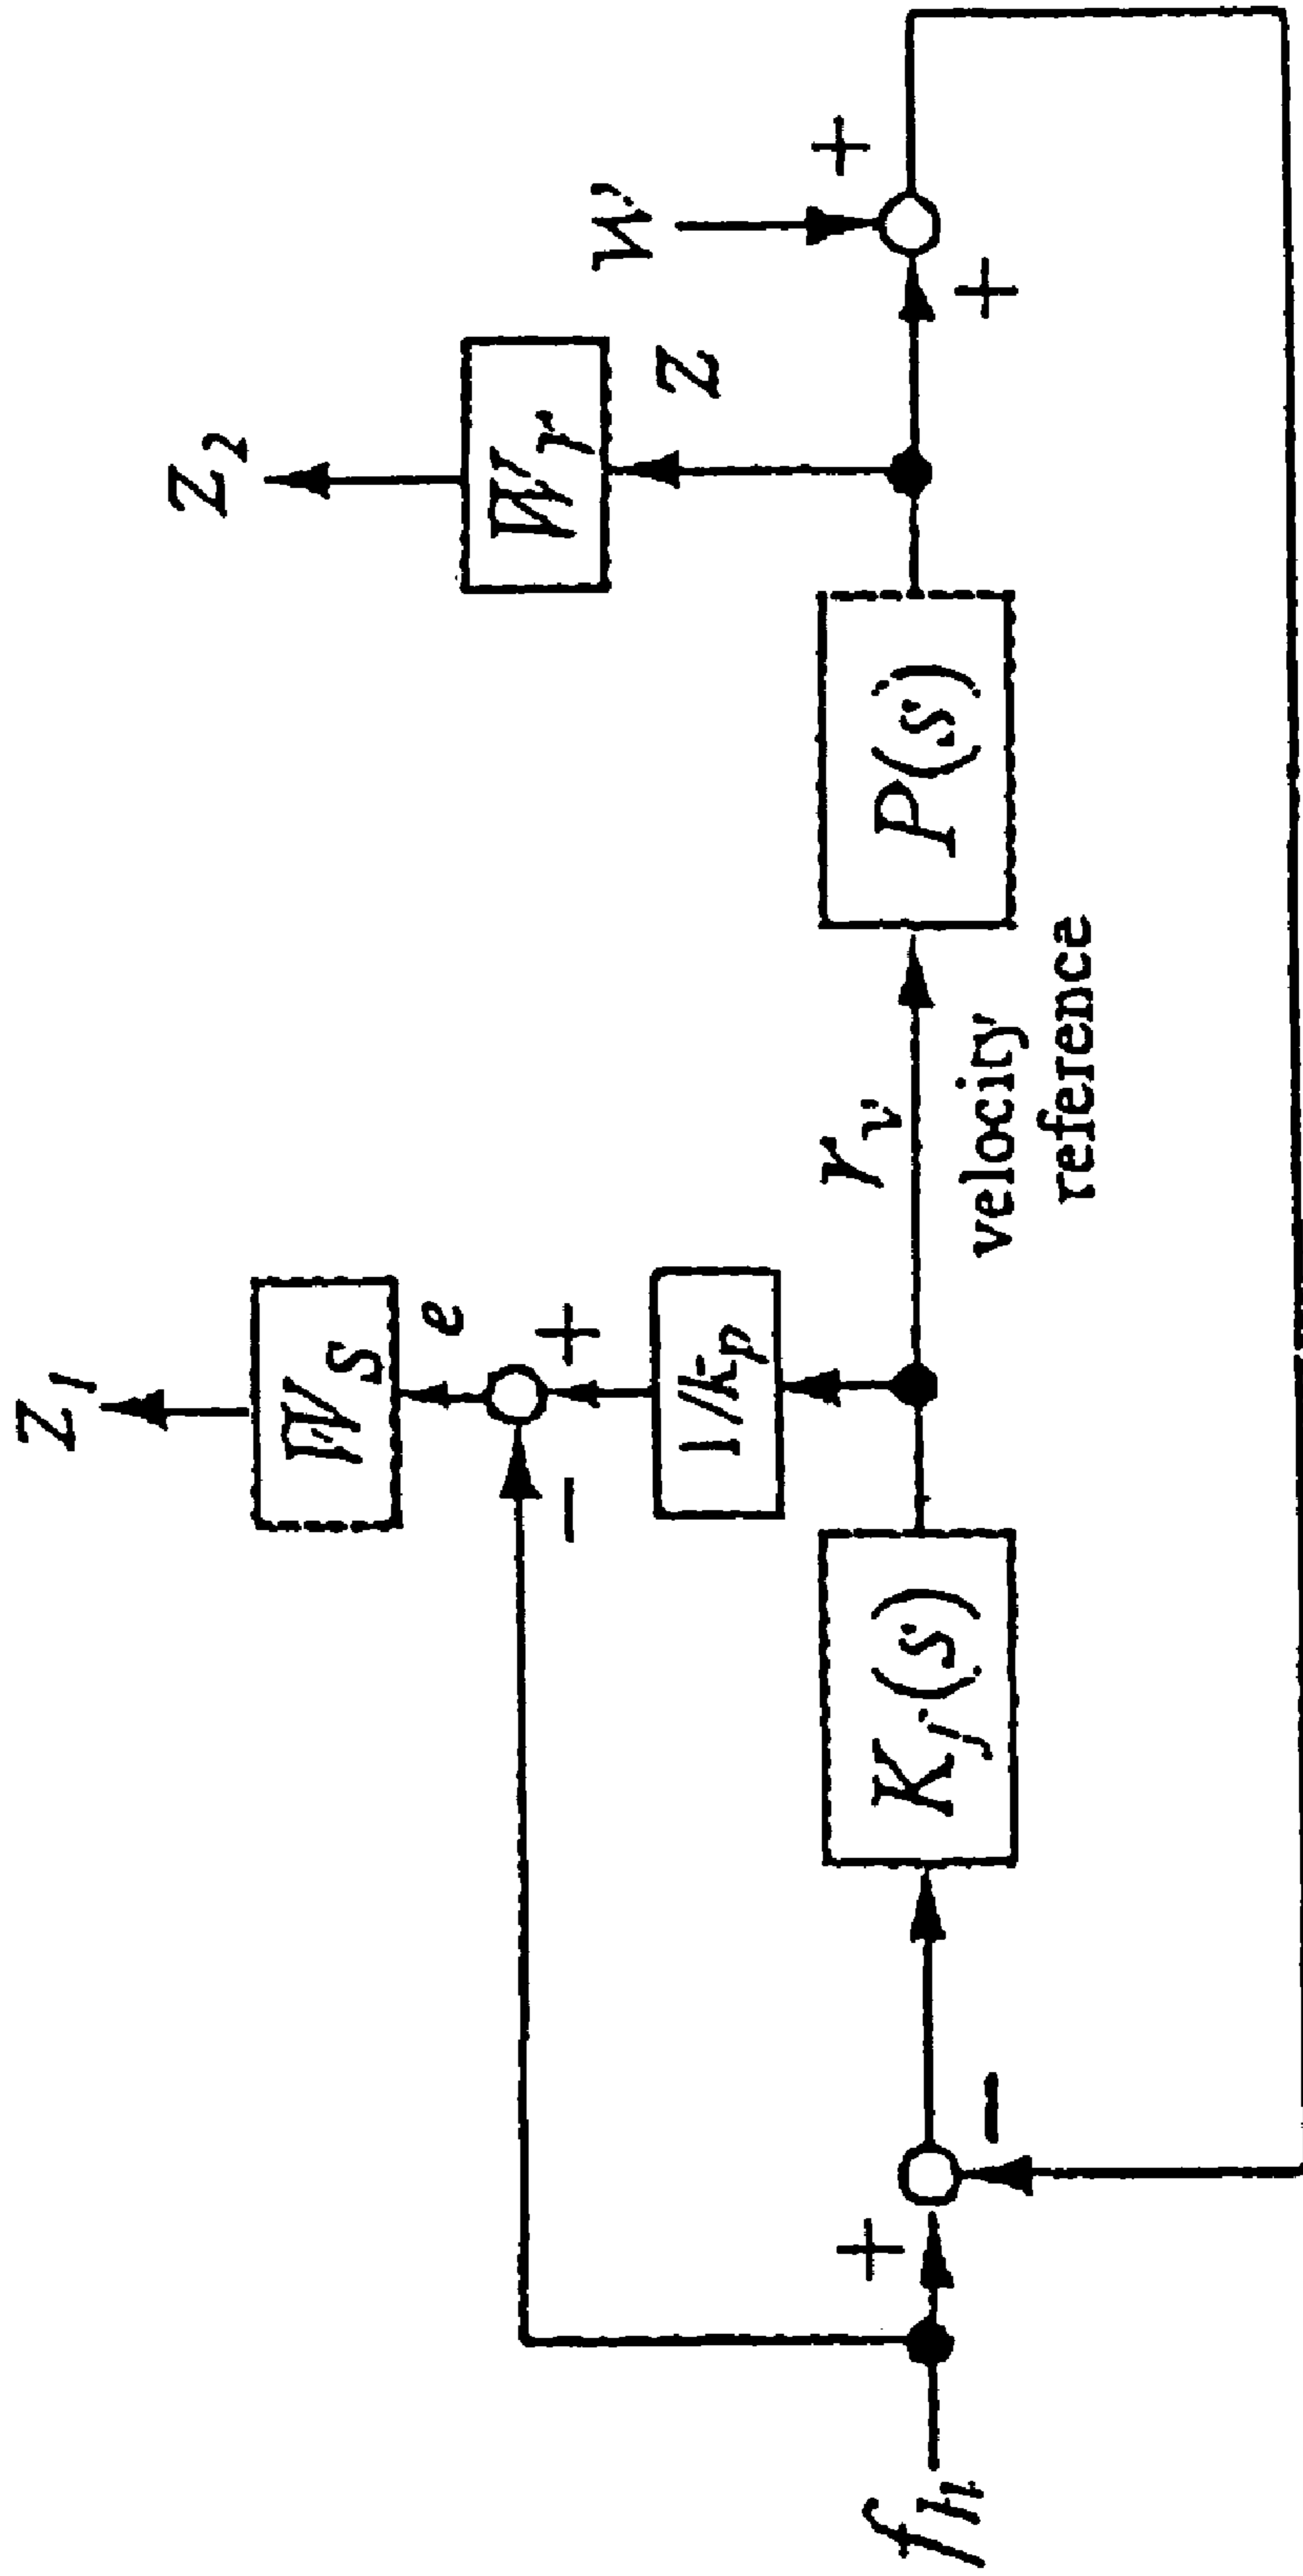 z1
z2
Ws
e
+
−
Wr
z
w
+
1/kp
rv
+
fh
+
−
Kf(s)
P(s)
velocity
reference